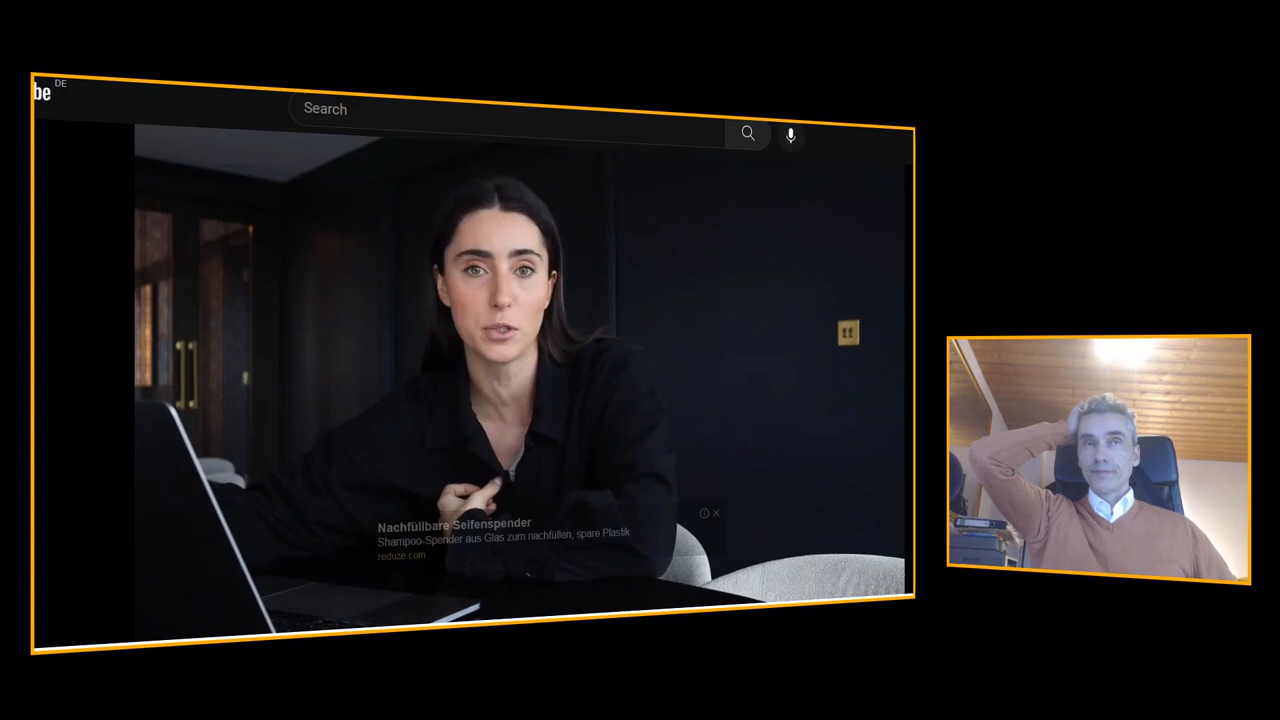 be DE
Search
Nachfüllbare Seifenspender
Shampoo-Spender aus Glas zum nachfüllen, spare Plastik
reduze.com